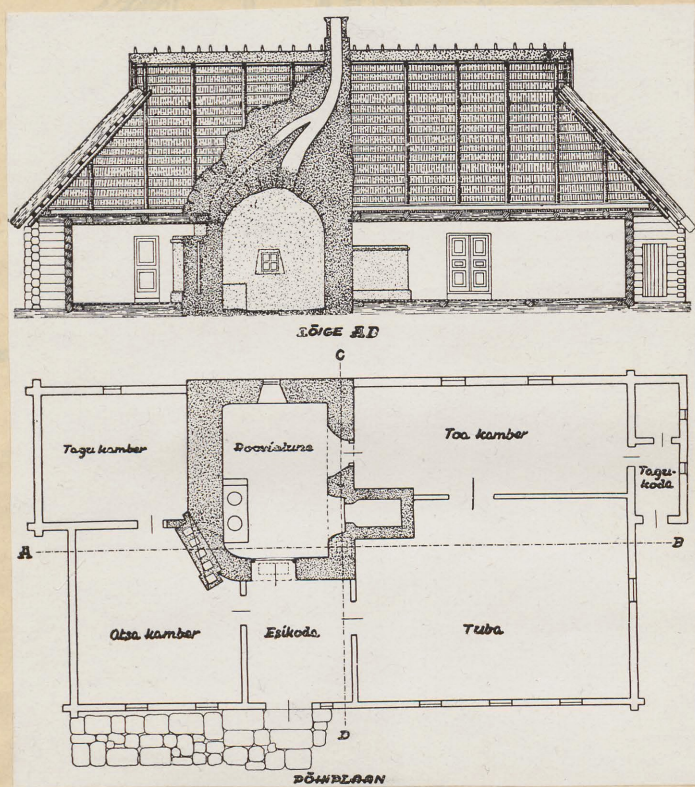 LÕIGE AB
C
Tagu kamber
Toa kamber
Tagu-
koda
A
B
Otsa kamber
Esikoda
Tuba
D
PÕHIPLAAN